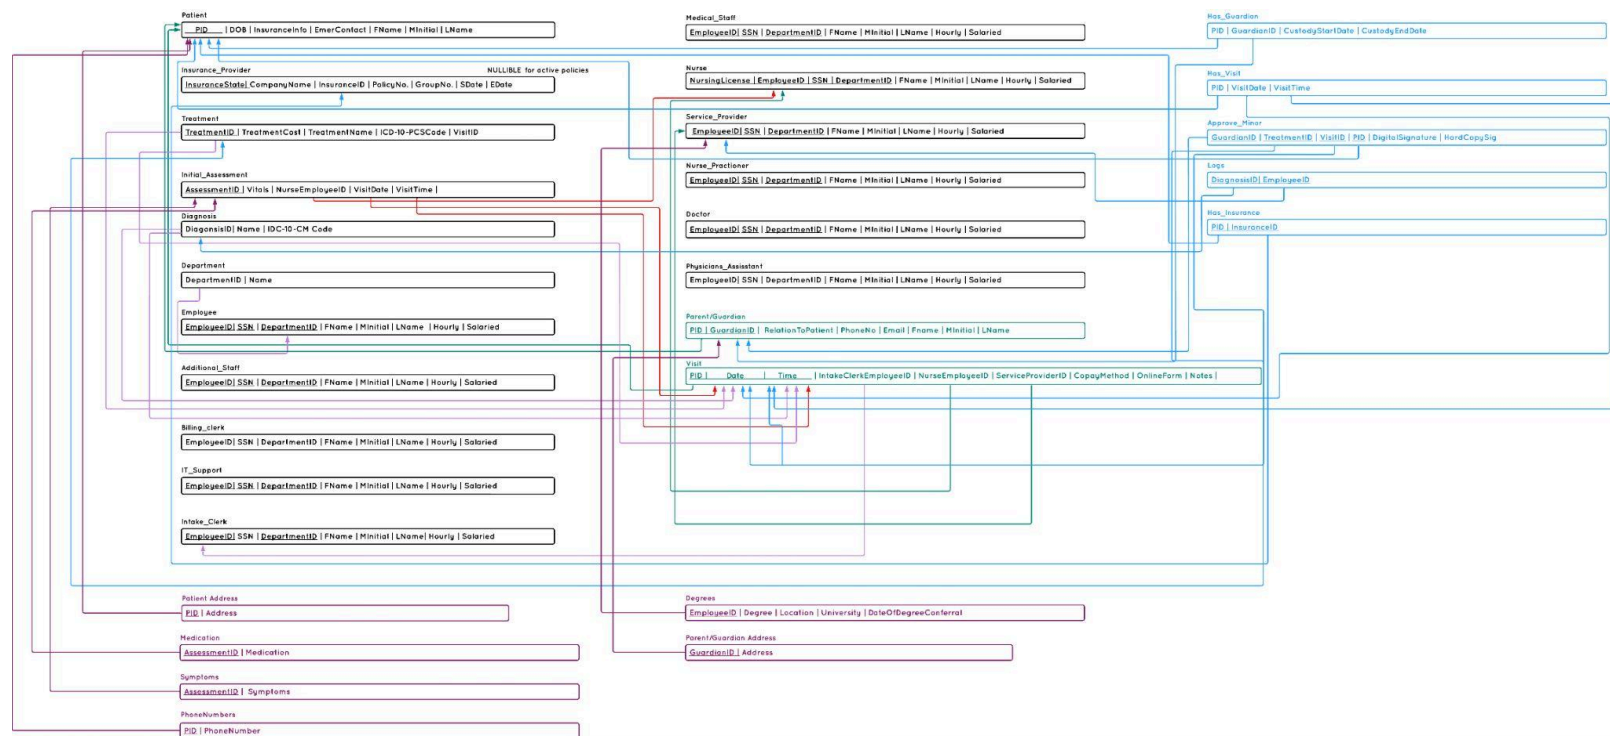 Patient
PID | DOB | InsuranceInfo | EmerContact | FName | MInitial | LName
Insurance_Provider
NULLIBLE for active policies
InsuranceState| CompanyName | InsuranceID | PolicyNo. | GroupNo. | SDate | EDate
Treatment
TreatmentID | TreatmentCost | TreatmentName | ICD-10-PCSCode | VisitID
Initial_Assessment
AssessmentID | Vitals | NurseEmployeeID | VisitDate | VisitTime |
Diagnosis
DiagonsisID| Name | IDC-10-CM Code
Department
DepartmentID | Name
Employee
EmployeeID| SSN | DepartmentID | FName | MInitial | LName | Hourly | Salaried
Additional_Staff
EmployeeID| SSN | DepartmentID | FName | MInitial | LName | Hourly | Salaried
Billing_clerk
EmployeeID| SSN | DepartmentID | FName | MInitial | LName | Hourly | Salaried
IT_Support
EmployeeID| SSN | DepartmentID | FName | MInitial | LName | Hourly | Salaried
Intake_Clerk
EmployeeID| SSN | DepartmentID | FName | MInitial | LName| Hourly | Salaried
Patient Address
PID | Address
Medication
AssessmentID | Medication
Symptoms
AssessmentID | Symptoms
PhoneNumbers
PID | PhoneNumber
Medical_Staff
EmployeeID| SSN | DepartmentID | FName | MInitial | LName | Hourly | Salaried
Nurse
NursingLicense | EmployeeID | SSN | DepartmentID | FName | MInitial | LName | Hourly | Salaried
Service_Provider
EmployeeID| SSN | DepartmentID | FName | MInitial | LName | Hourly | Salaried
Nurse_Practioner
EmployeeID| SSN | DepartmentID | FName | MInitial | LName | Hourly | Salaried
Doctor
EmployeeID| SSN | DepartmentID | FName | MInitial | LName | Hourly | Salaried
Physicians_Assisstant
EmployeeID| SSN | DepartmentID | FName | MInitial | LName | Hourly | Salaried
Parent/Guardian
PID | GuardianID | RelationToPatient | PhoneNo | Email | Fname | MInitial | LName
Visit
PID | Date | Time | IntakeClerkEmployeeID | NurseEmployeeID | ServiceProviderID | CopayMethod | OnlineForm | Notes |
Degrees
EmployeeID | Degree | Location | University | DateOfDegreeConferral
Parent/Guardian Address
GuardianID | Address
Has_Guardian
PID | GuardianID | CustodyStartDate | CustodyEndDate
Has_Visit
PID | VisitDate | VisitTime
Approve_Minor
GuardianID | TreatmentID | VisitID | PID | DigitalSignature | HardCopySig
Logs
DiagnosisID| EmployeeID
Has_Insurance
PID | InsuranceID